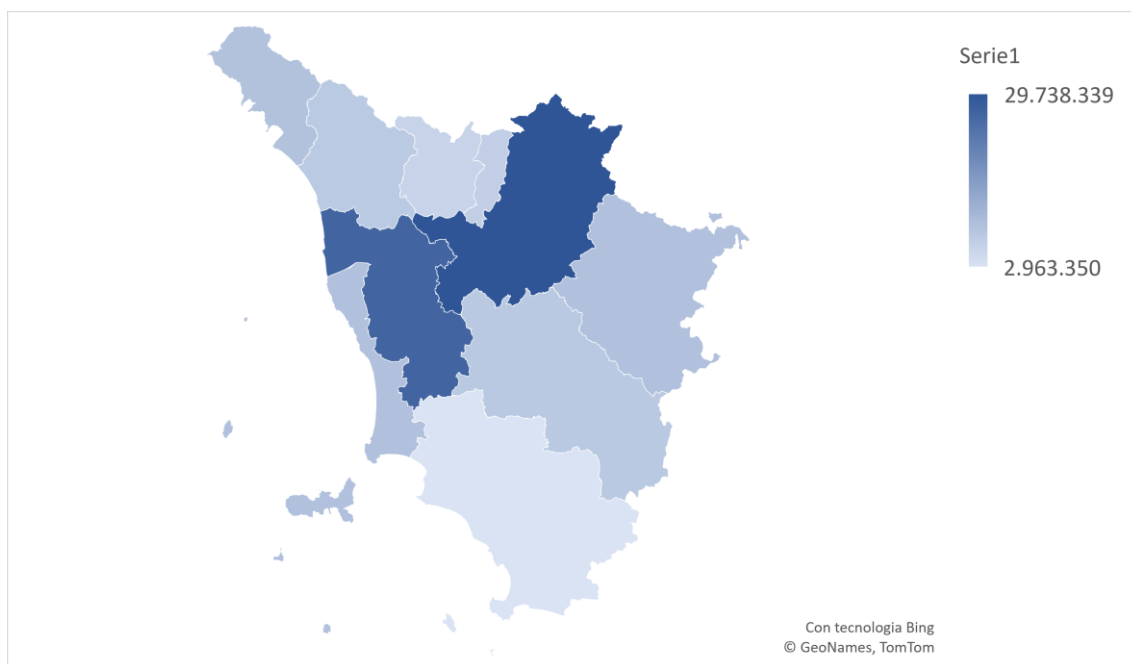 Serie1
29.738.339
2.963.350
Con tecnologia Bing
© GeoNames, TomTom